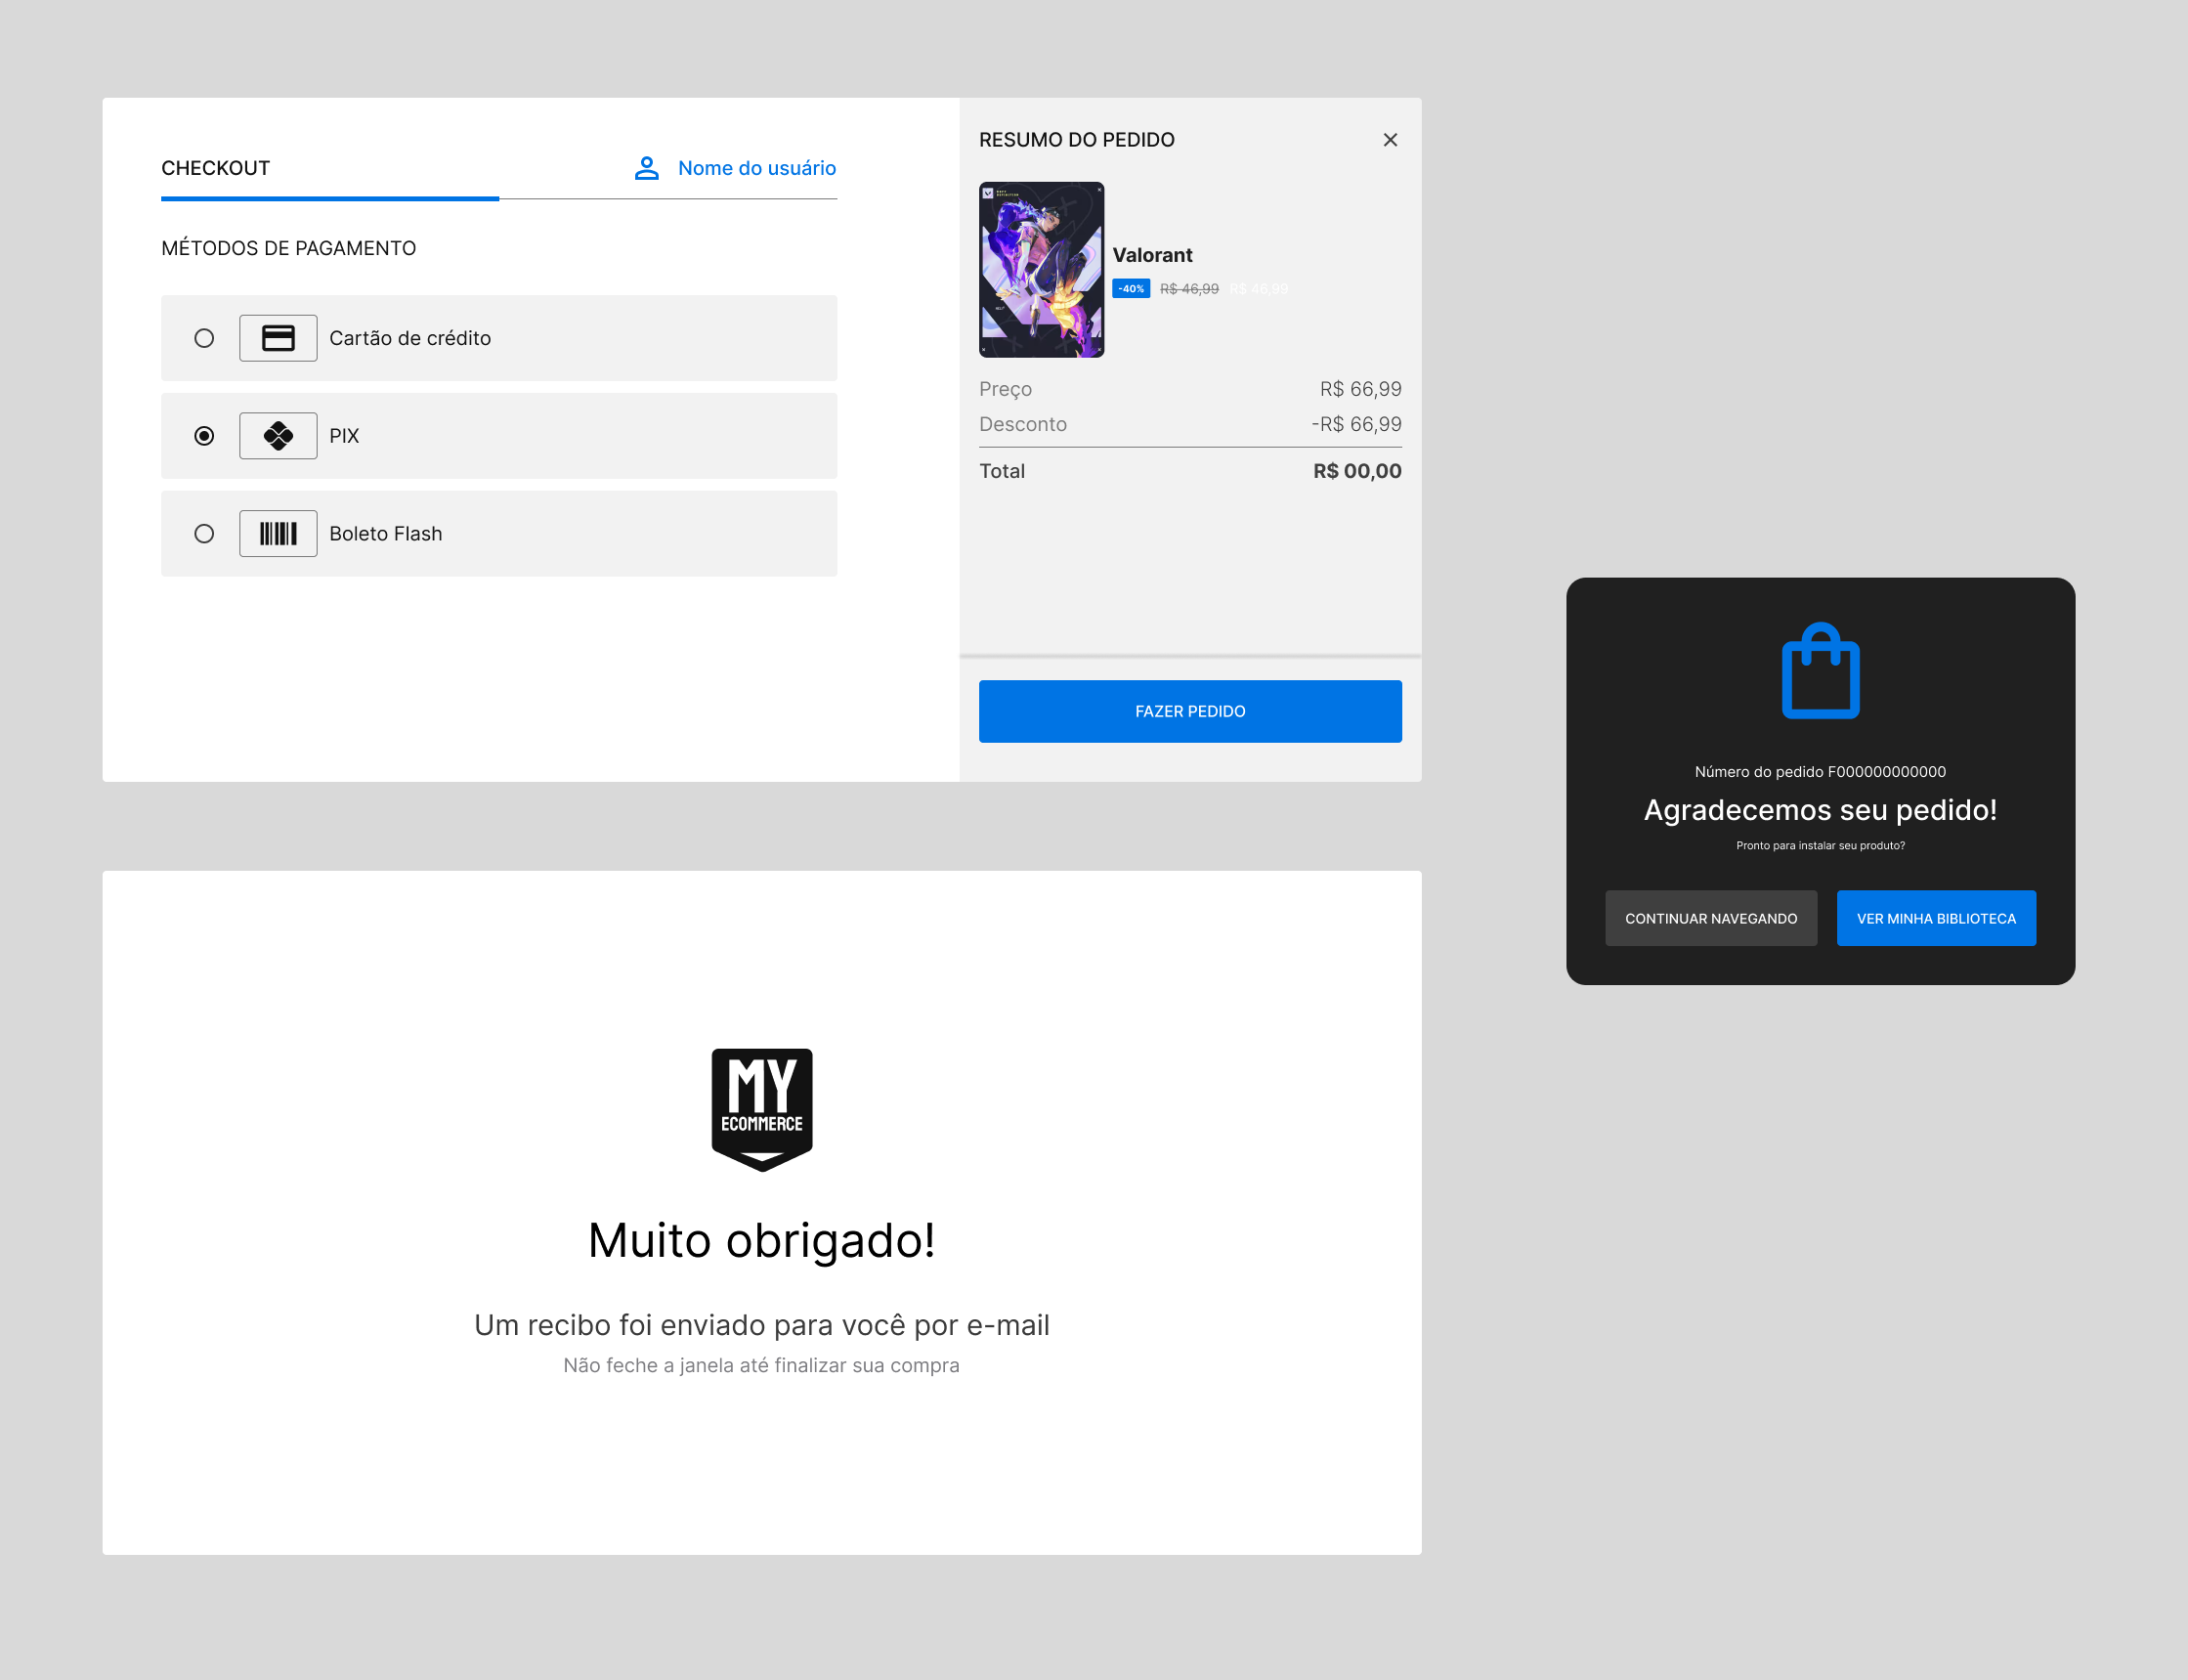 CHECKOUT
Nome do usuário
MÉTODOS DE PAGAMENTO
Cartão de crédito
PIX
Boleto Flash
RESUMO DO PEDIDO
Valorant
-40% R$ 46,99 R$ 46,99
Preço R$ 66,99
Desconto -R$ 66,99
Total R$ 00,00
FAZER PEDIDO
Número do pedido F000000000000
Agradecemos seu pedido!
Pronto para instalar seu produto?
CONTINUAR NAVEGANDO
VER MINHA BIBLIOTECA
MY
ECOMMERCE
Muito obrigado!
Um recibo foi enviado para você por e-mail
Não feche a janela até finalizar sua compra